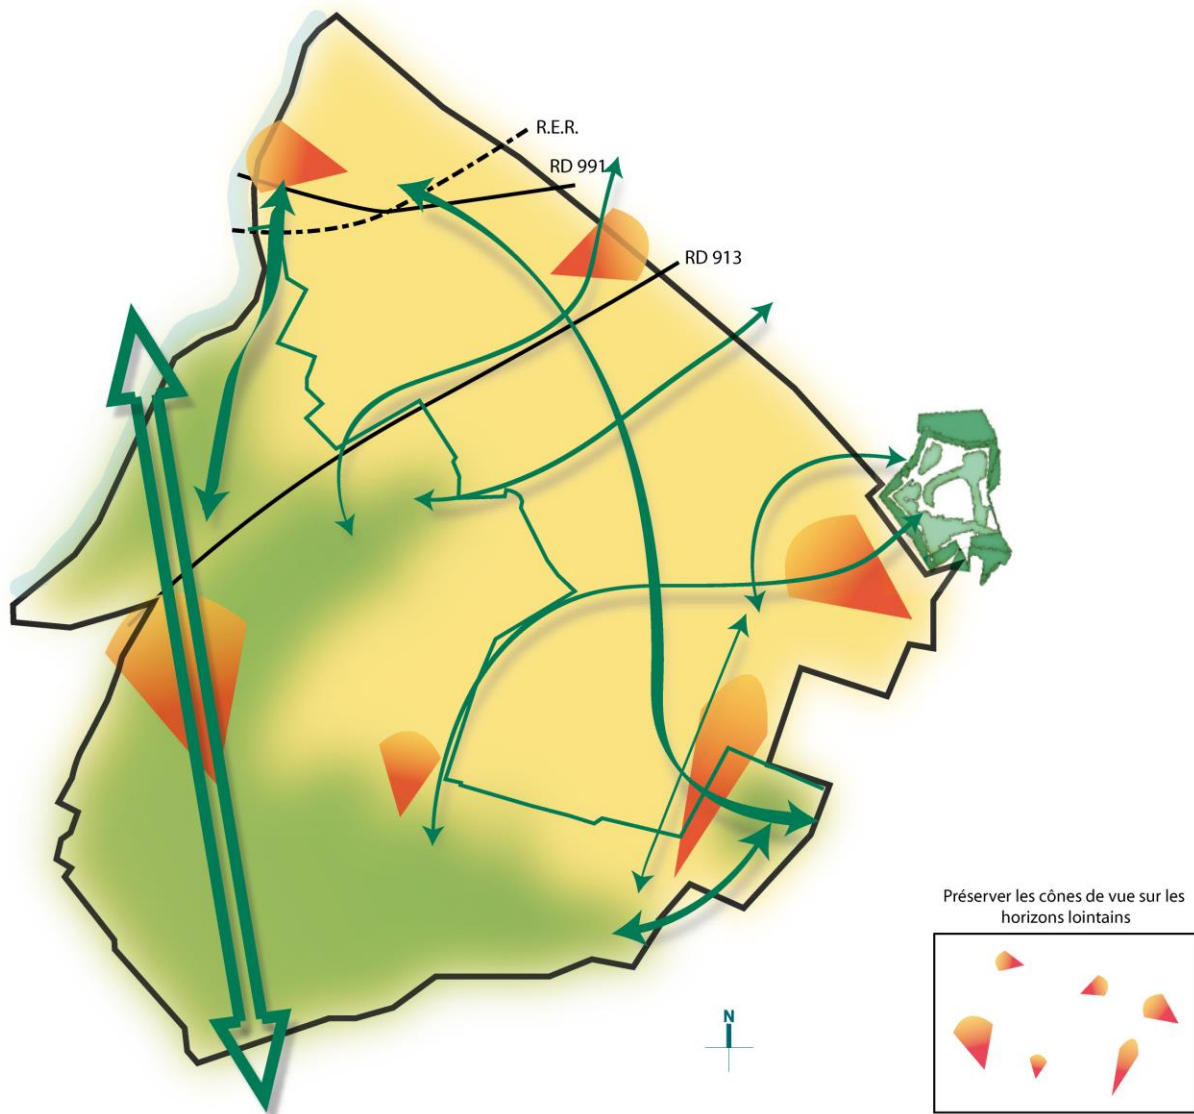 R.E.R.
RD 991
RD 913
Préserver les cônes de vue sur les
horizons lointains
N